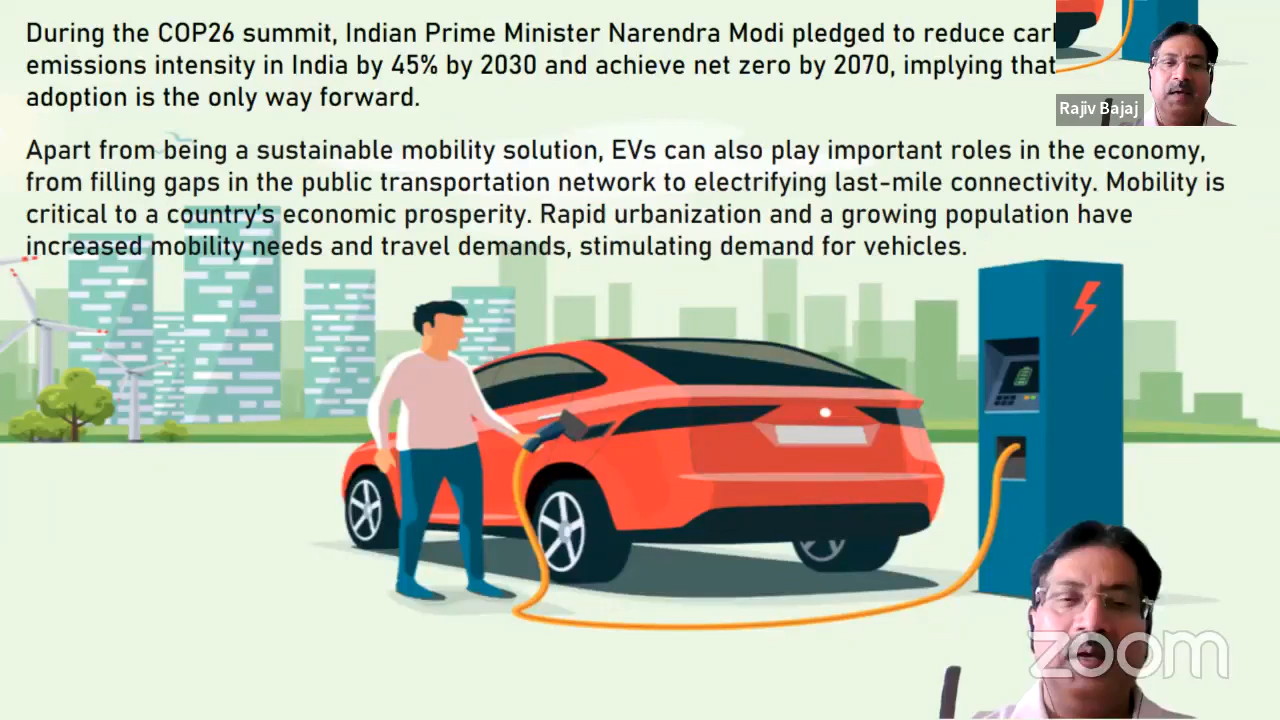 During the COP26 summit, Indian Prime Minister Narendra Modi pledged to reduce
emissions intensity in India by 45% by 2030 and achieve net zero by 2070, implying that
adoption is the only way forward.
Apart from being a sustainable mobility solution, EVs can also play important roles in the economy,
from filling gaps in the public transportation network to electrifying last-mile connectivity. Mobility is
critical to a country's economic prosperity. Rapid urbanization and a growing population have
increased mobility needs and travel demands, stimulating demand for vehicles.
Rajiv Bajaj
zoom